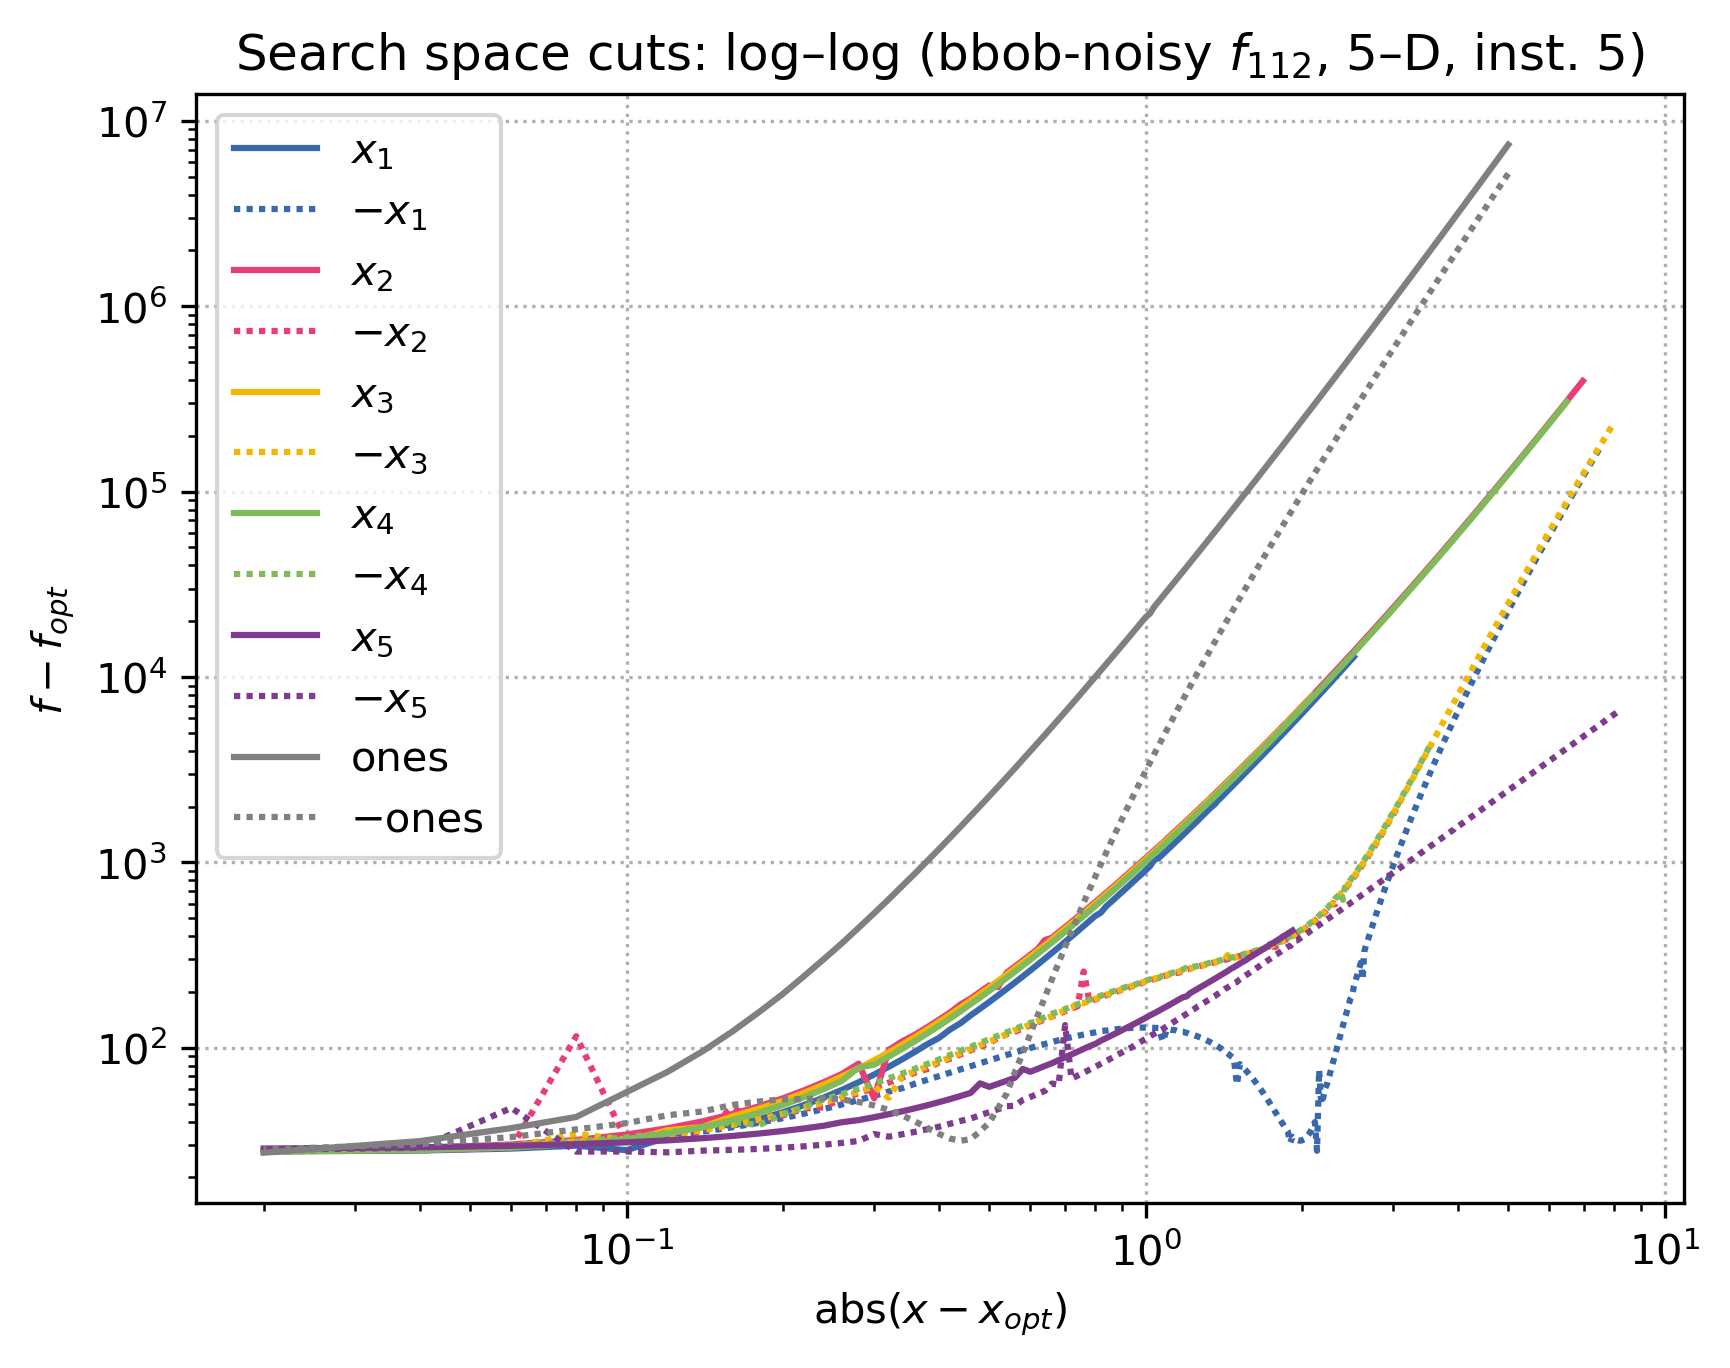 Search space cuts: log–log (bbob-noisy f112, 5–D, inst. 5)
10^7
10^6
10^5
10^4
10^3
10^2
f − fopt
x1
−x1
x2
−x2
x3
−x3
x4
−x4
x5
−x5
ones
−ones
10^−1
10^0
10^1
abs(x − xopt)